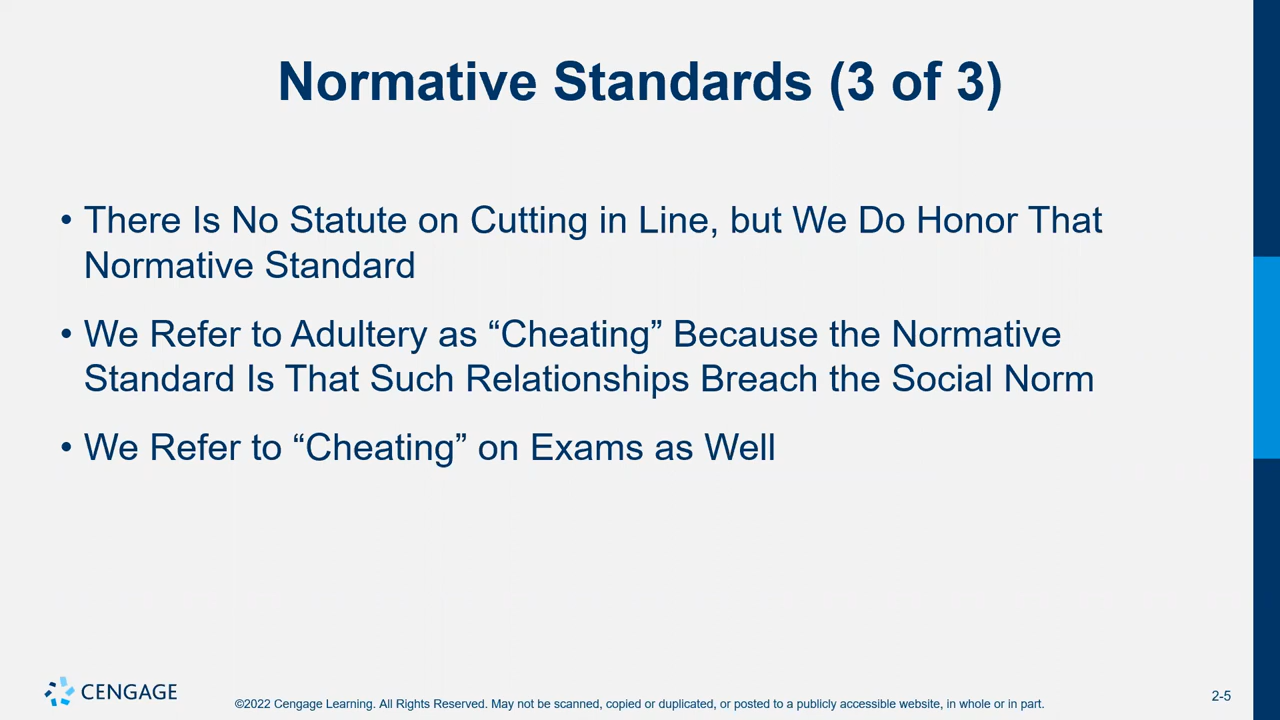 Normative Standards (3 of 3)
• There Is No Statute on Cutting in Line, but We Do Honor That
Normative Standard
• We Refer to Adultery as “Cheating” Because the Normative
Standard Is That Such Relationships Breach the Social Norm
• We Refer to “Cheating” on Exams as Well
CENGAGE
©2022 Cengage Learning. All Rights Reserved. May not be scanned, copied or duplicated, or posted to a publicly accessible website, in whole or in part.
2-5